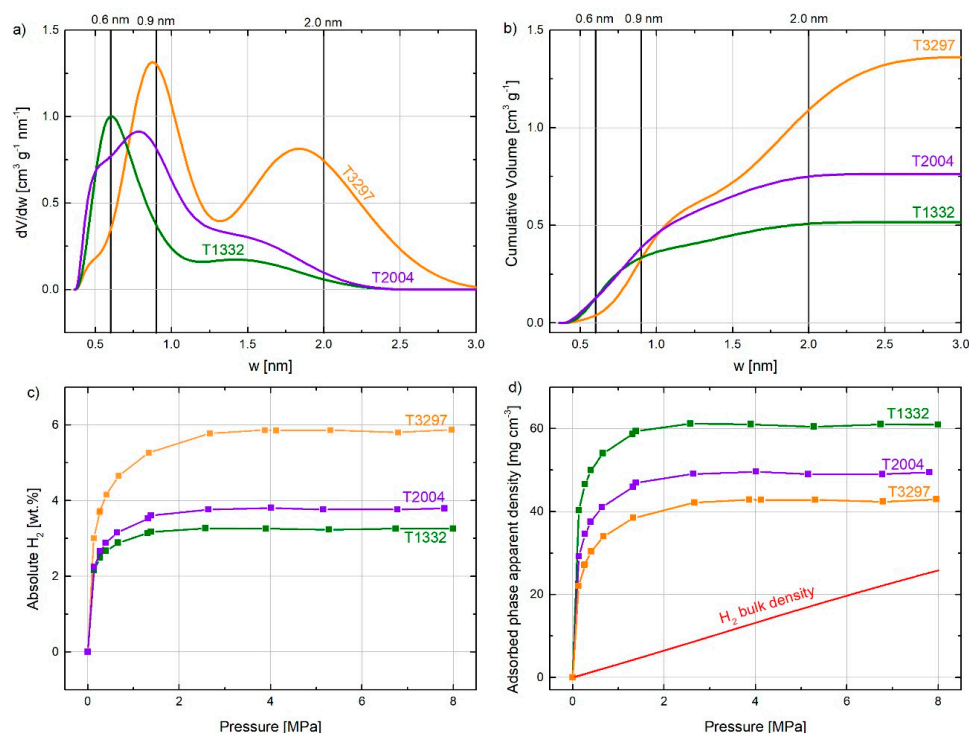 a)
0.6 nm
0.9 nm
2.0 nm
1.5
1.0
0.5
0.0
dV/dw [cm³ g⁻¹ nm⁻¹]
T3297
T1332
T2004
0.5 1.0 1.5 2.0 2.5 3.0
w [nm]
b)
0.6 nm
0.9 nm
2.0 nm
1.5
1.0
0.5
0.0
Cumulative Volume [cm³ g⁻¹]
T3297
T2004
T1332
0.5 1.0 1.5 2.0 2.5 3.0
w [nm]
c)
6
4
2
0
Absolute H₂ [wt.%]
T3297
T2004
T1332
0 2 4 6 8
Pressure [MPa]
d)
60
40
20
0
Adsorbed phase apparent density [mg cm⁻³]
T1332
T2004
T3297
H₂ bulk density
0 2 4 6 8
Pressure [MPa]